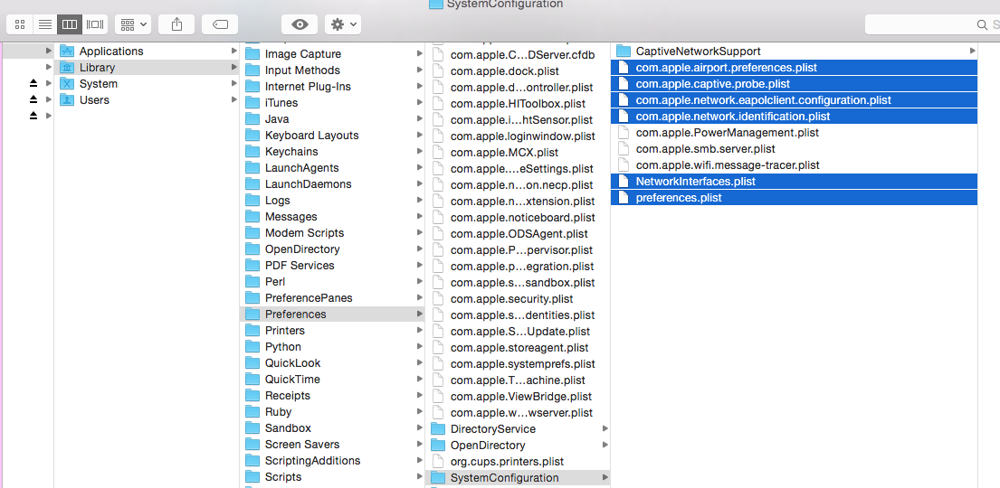 SystemConfiguration
S
Applications
Library
System
Users
Image Capture
Input Methods
Internet Plug-Ins
iTunes
Java
Keyboard Layouts
Keychains
LaunchAgents
LaunchDaemons
Logs
Messages
Modem Scripts
OpenDirectory
PDF Services
Perl
PreferencePanes
Preferences
Printers
Python
QuickLook
QuickTime
Receipts
Ruby
Sandbox
Screen Savers
ScriptingAdditions
Scripts
com.apple.C…DServer.cfdb
com.apple.dock.plist
com.apple.d…ontroller.plist
com.apple.HIToolbox.plist
com.apple.i…htSensor.plist
com.apple.loginwindow.plist
com.apple.MCX.plist
com.apple.…eSettings.plist
com.apple.n…on.necp.plist
com.apple.n…xtension.plist
com.apple.noticeboard.plist
com.apple.ODSAgent.plist
com.apple.P…pervisor.plist
com.apple.p…egration.plist
com.apple.s…sandbox.plist
com.apple.security.plist
com.apple.s…dentities.plist
com.apple.S…Update.plist
com.apple.storeagent.plist
com.apple.systemprefs.plist
com.apple.T…achine.plist
com.apple.ViewBridge.plist
com.apple.w…wserver.plist
DirectoryService
OpenDirectory
org.cups.printers.plist
SystemConfiguration
CaptiveNetworkSupport
com.apple.airport.preferences.plist
com.apple.captive.probe.plist
com.apple.network.eapolclient.configuration.plist
com.apple.network.identification.plist
com.apple.PowerManagement.plist
com.apple.smb.server.plist
com.apple.wifi.message-tracer.plist
NetworkInterfaces.plist
preferences.plist